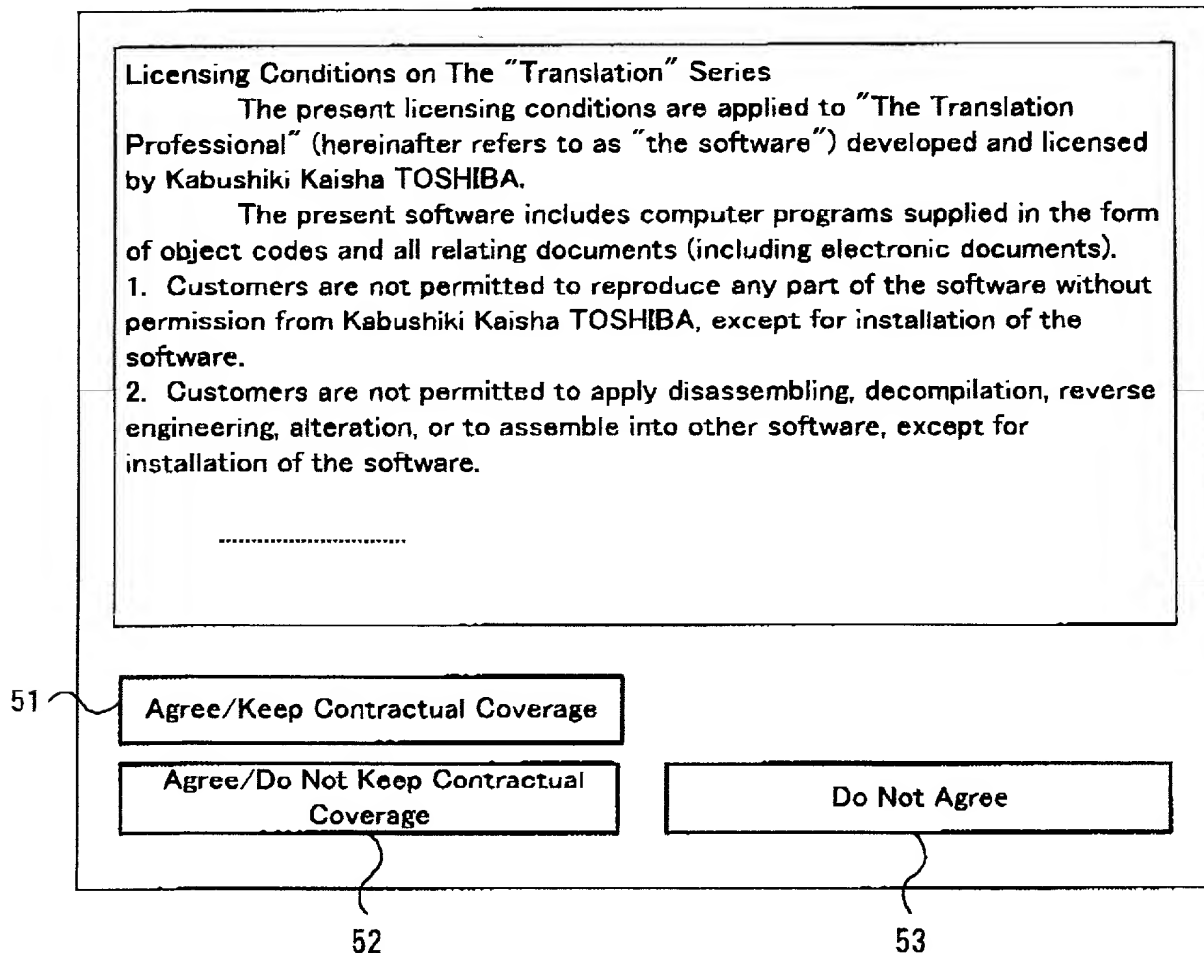 Licensing Conditions on The "Translation" Series
The present licensing conditions are applied to "The Translation
Professional" (hereinafter refers to as "the software") developed and licensed
by Kabushiki Kaisha TOSHIBA.
The present software includes computer programs supplied in the form
of object codes and all relating documents (including electronic documents).
1. Customers are not permitted to reproduce any part of the software without
permission from Kabushiki Kaisha TOSHIBA, except for installation of the
software.
2. Customers are not permitted to apply disassembling, decompilation, reverse
engineering, alteration, or to assemble into other software, except for
installation of the software.
51
Agree/Keep Contractual Coverage
Agree/Do Not Keep Contractual
Coverage
Do Not Agree
52
53